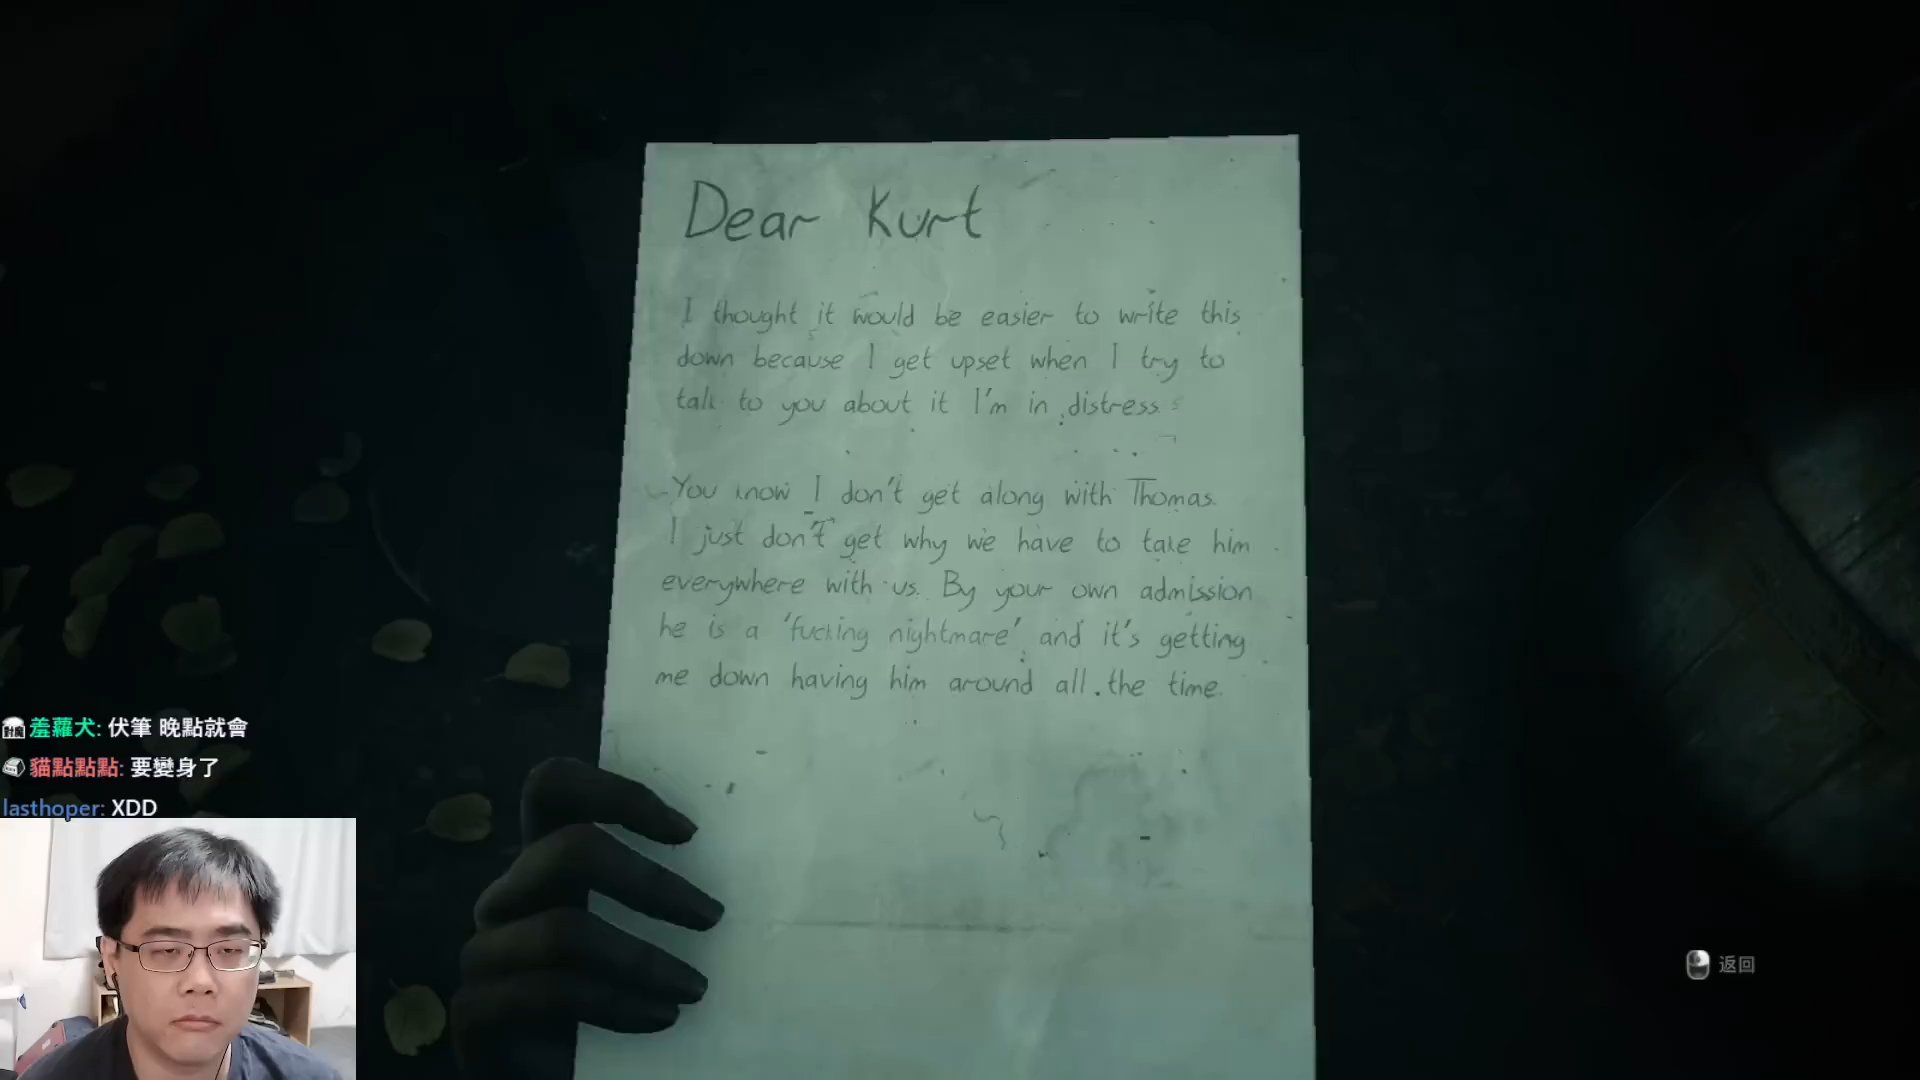 Dear Kurt
I thought it would be easier to write this
down because I get upset when I try to
talk to you about it I'm in distress
You know I don't get along with Thomas.
I just don't get why we have to take him
everywhere with us. By your own admission
he is a 'fucking nightmare' and it's getting
me down having him around all the time.
羞蘿犬: 伏筆 晚點就會
貓點點點: 要變身了
lasthoper: XDD
返回